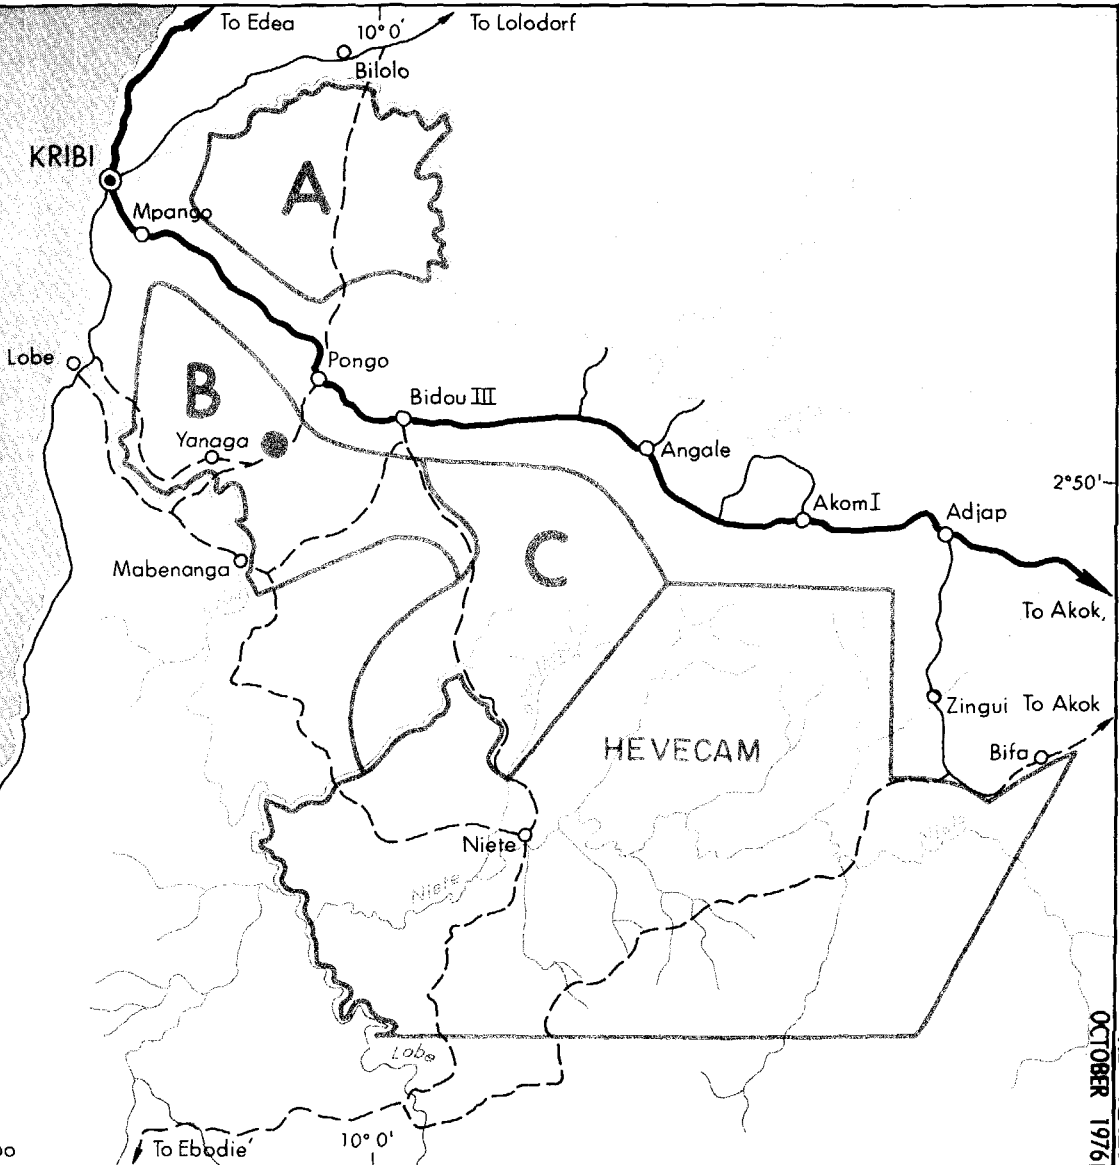 To Edea
10° 0'
To Lolodorf
Bilolo
KRIBI
A
Mpango
Lobe
Pongo
B
Bidou III
Yanaga
Angale
2°50'
Akom I
Adjap
C
Mabenanga
To Akok,
Zingui
To Akok
HEVECAM
Bifa
Niete
Niete
Niete
Lobe
OCTOBER 1976
10° 0'
To Ebodie'